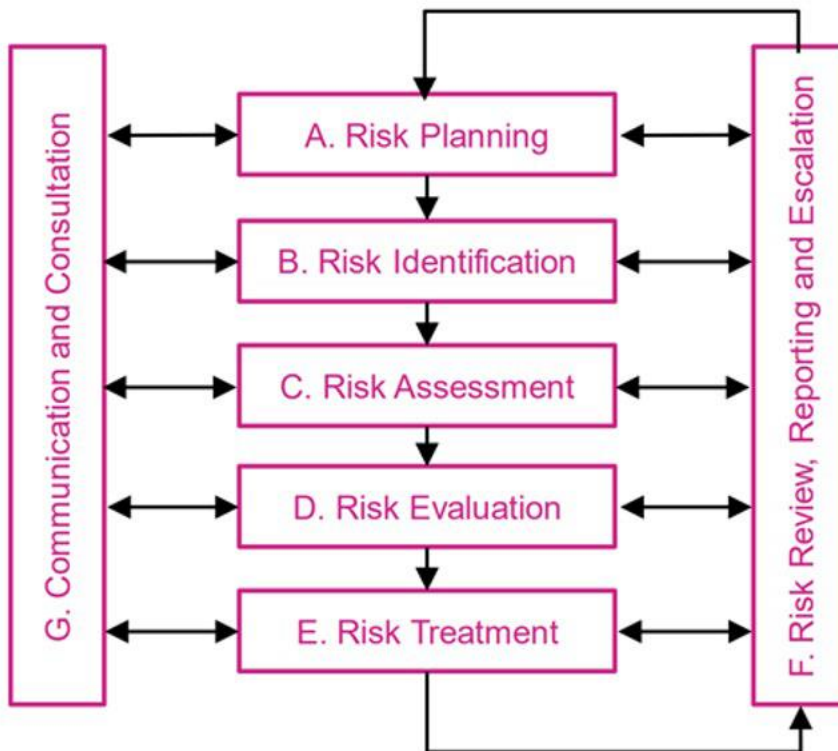 A. Risk Planning
B. Risk Identification
C. Risk Assessment
D. Risk Evaluation
E. Risk Treatment
G. Communication and Consultation
F. Risk Review, Reporting and Escalation